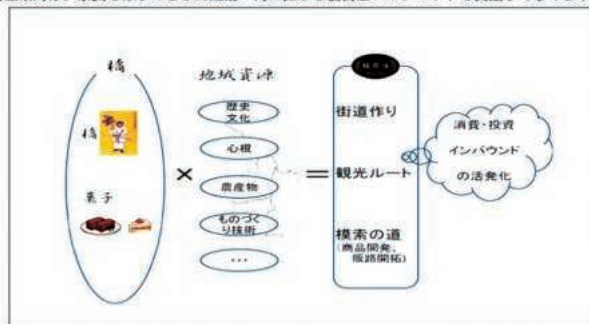 橘
橘
菓子
×
地域資源
歴史
文化
心根
農産物
ものづく
り技術
…
=
街道作り
観光ルート
模索の道
(商品開発、
販路開拓)
消費・投資
インバウンド
の活発化